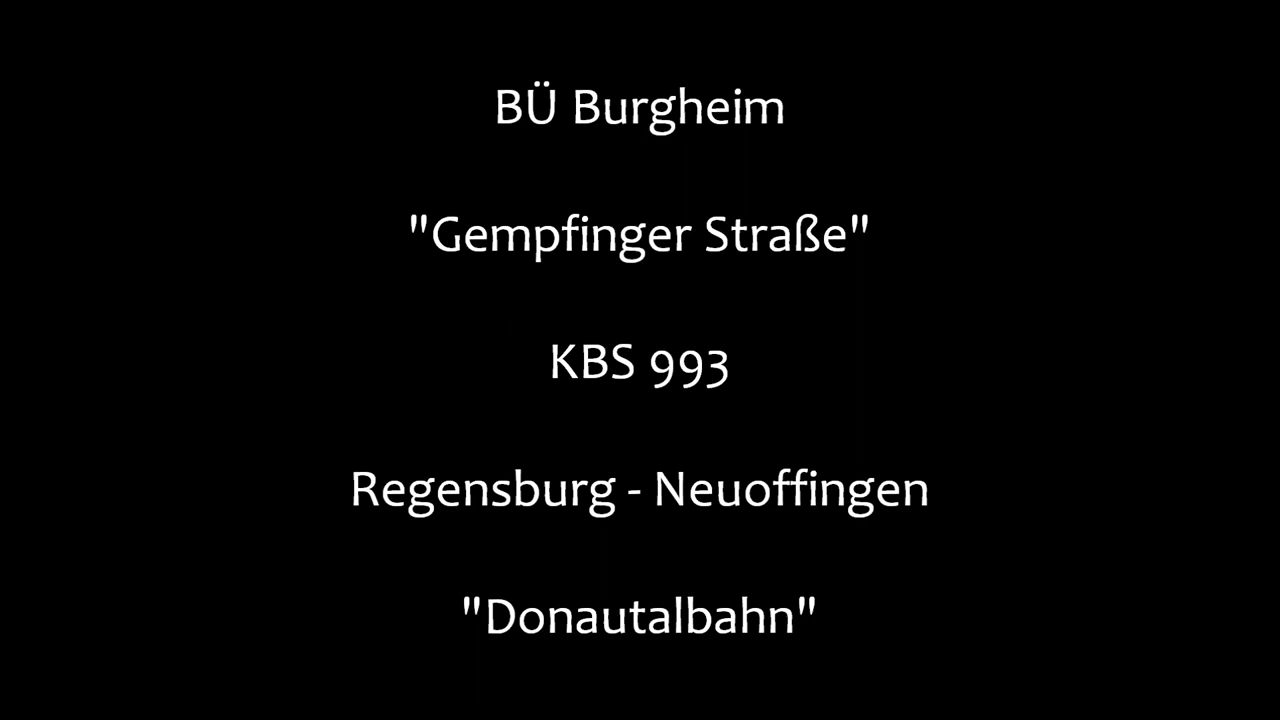 BÜ Burgheim
"Gempfinger Straße"
KBS 993
Regensburg - Neuoffingen
"Donautalbahn"